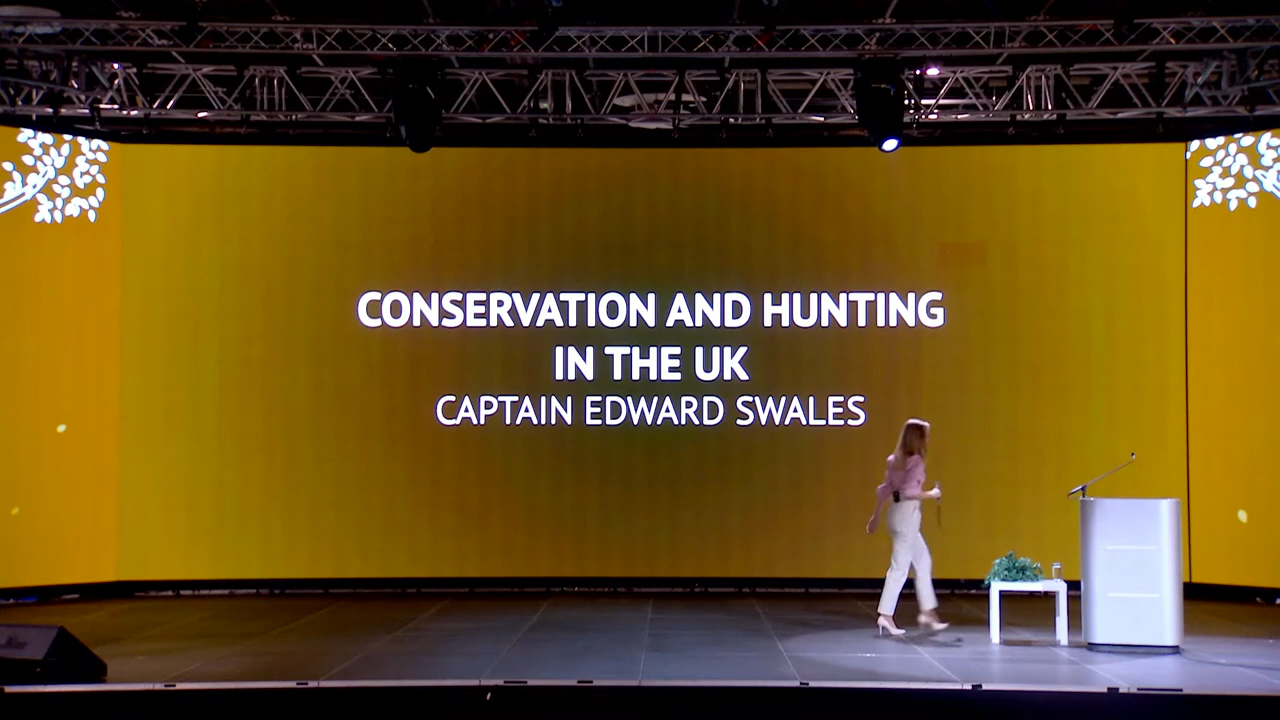 CONSERVATION AND HUNTING
IN THE UK
CAPTAIN EDWARD SWALES